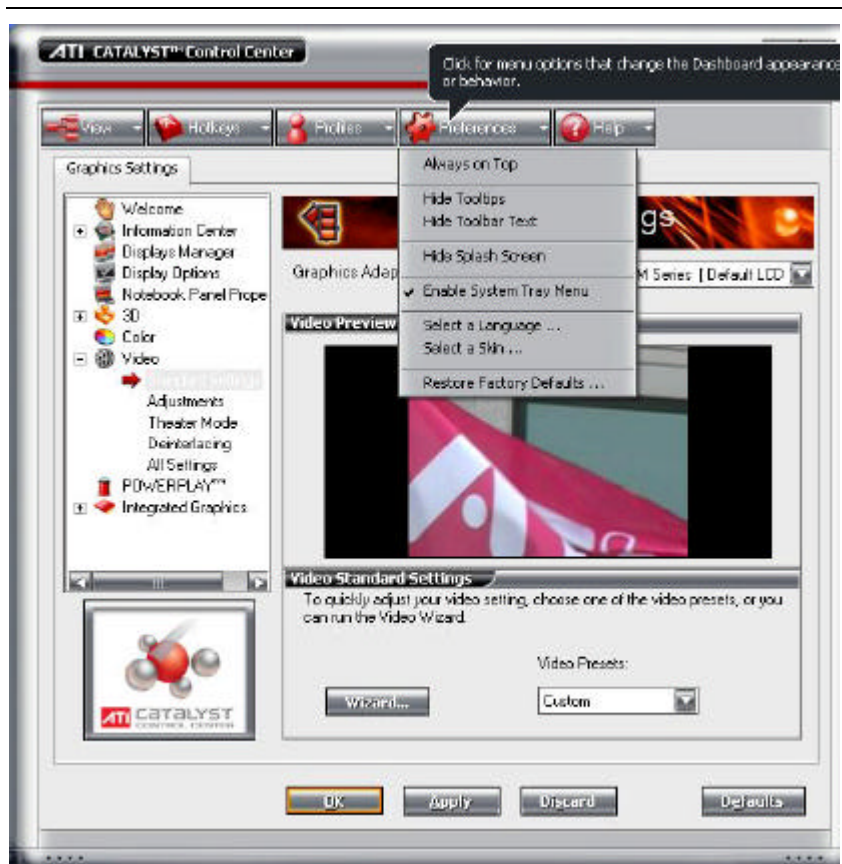 ATI CATALYST™ Control Center
Click for menu options that change the Dashboard appearance
or behavior.
View
Hotkeys
Profiles
Preferences
Help
Graphics Settings
Always on Top
Hide Tooltips
Hide Toolbar Text
Hide Splash Screen
Enable System Tray Menu
Select a Language ...
Select a Skin ...
Restore Factory Defaults ...
Welcome
Information Center
Displays Manager
Display Options
Notebook Panel Prope
3D
Color
Video
Standard Settings
Adjustments
Theater Mode
Deinterlacing
All Settings
POWERPLAY™
Integrated Graphics
gs
Graphics Adap
M Series [ Default LCD
Video Preview
Video Standard Settings
To quickly adjust your video setting, choose one of the video presets, or you
can run the Video Wizard.
Video Presets:
Wizard...
Custom
ATI CATALYST
CONTROL CENTER
OK
Apply
Discard
Defaults